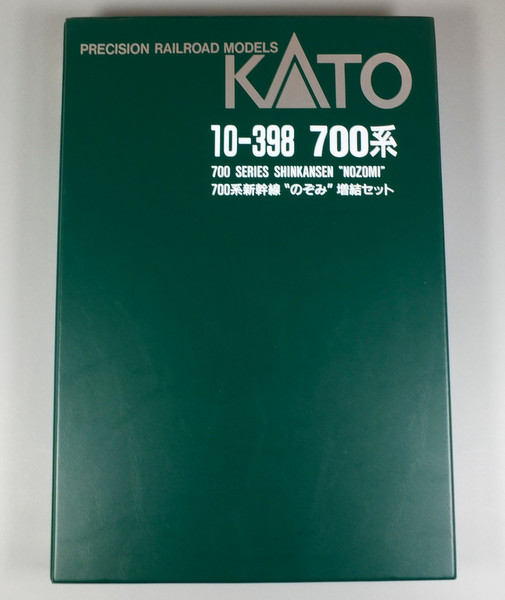 PRECISION RAILROAD MODELS
KATO
10-398 700系
700 SERIES SHINKANSEN "NOZOMI"
700系新幹線“のぞみ”増結セット